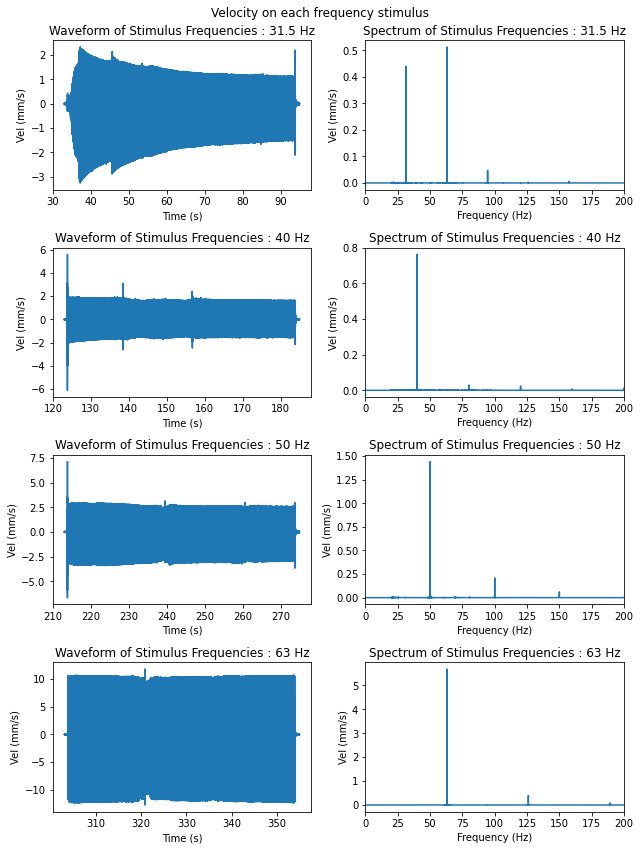 Velocity on each frequency stimulus
Waveform of Stimulus Frequencies : 31.5 Hz
Vel (mm/s)
2
1
0
−1
−2
−3
30 40 50 60 70 80 90
Time (s)
Spectrum of Stimulus Frequencies : 31.5 Hz
Vel (mm/s)
0.5
0.4
0.3
0.2
0.1
0.0
0 25 50 75 100 125 150 175 200
Frequency (Hz)
Waveform of Stimulus Frequencies : 40 Hz
Vel (mm/s)
6
4
2
0
−2
−4
−6
120 130 140 150 160 170 180
Time (s)
Spectrum of Stimulus Frequencies : 40 Hz
Vel (mm/s)
0.8
0.6
0.4
0.2
0.0
0 25 50 75 100 125 150 175 200
Frequency (Hz)
Waveform of Stimulus Frequencies : 50 Hz
Vel (mm/s)
7.5
5.0
2.5
0.0
−2.5
−5.0
210 220 230 240 250 260 270
Time (s)
Spectrum of Stimulus Frequencies : 50 Hz
Vel (mm/s)
1.50
1.25
1.00
0.75
0.50
0.25
0.00
0 25 50 75 100 125 150 175 200
Frequency (Hz)
Waveform of Stimulus Frequencies : 63 Hz
Vel (mm/s)
10
5
0
−5
−10
310 320 330 340 350
Time (s)
Spectrum of Stimulus Frequencies : 63 Hz
Vel (mm/s)
5
4
3
2
1
0
0 25 50 75 100 125 150 175 200
Frequency (Hz)